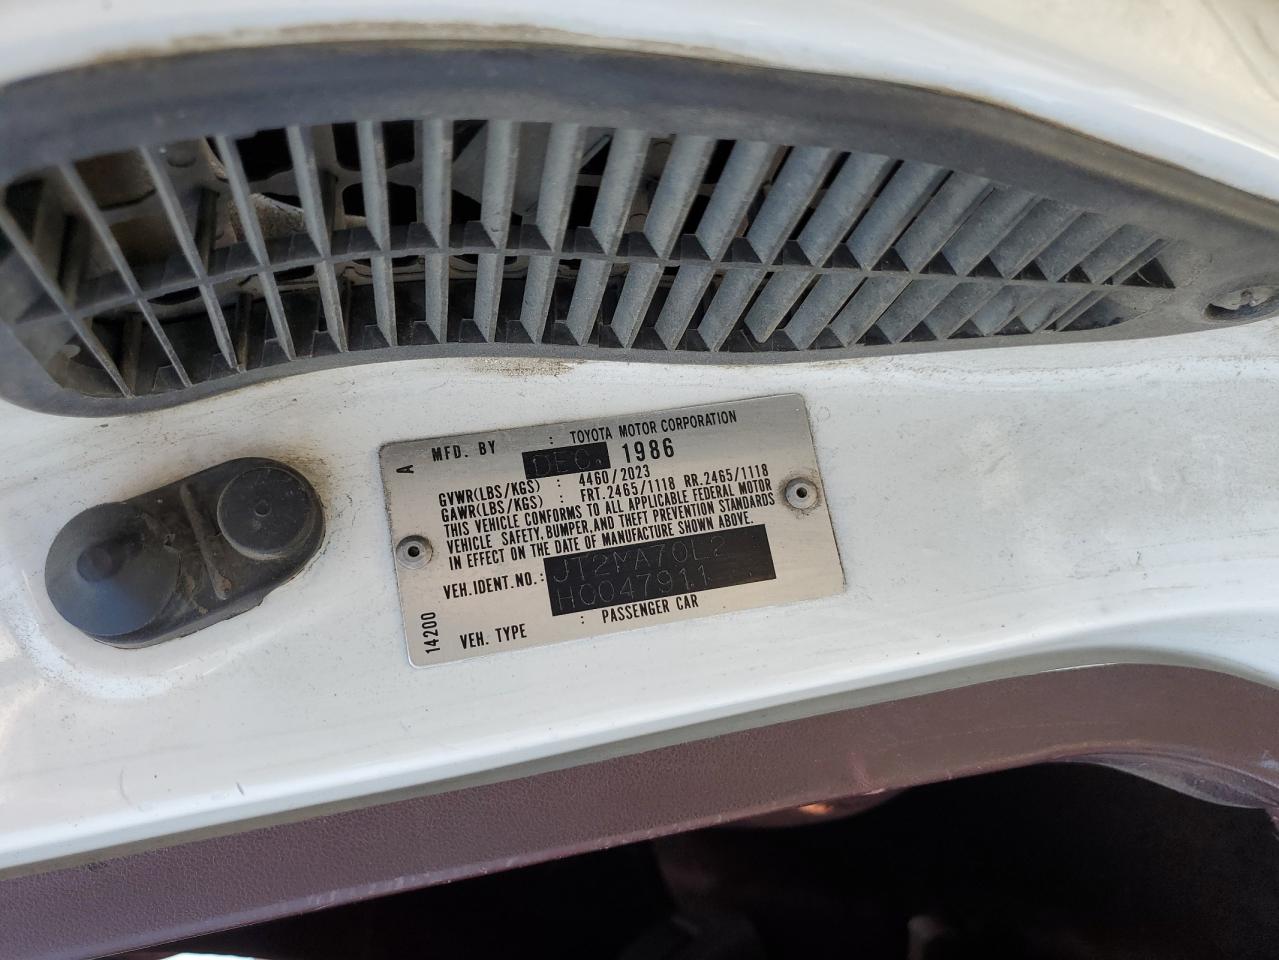 A
MFD. BY : TOYOTA MOTOR CORPORATION
DEC. 1986
GVWR(LBS/KGS) : 4460/2023
GAWR(LBS/KGS) : FRT.2465/1118 RR.2465/1118
THIS VEHICLE CONFORMS TO ALL APPLICABLE FEDERAL MOTOR
VEHICLE SAFETY, BUMPER, AND THEFT PREVENTION STANDARDS
IN EFFECT ON THE DATE OF MANUFACTURE SHOWN ABOVE.
VEH.IDENT.NO.: JT2MA70L2
H0047911
VEH. TYPE : PASSENGER CAR
14200